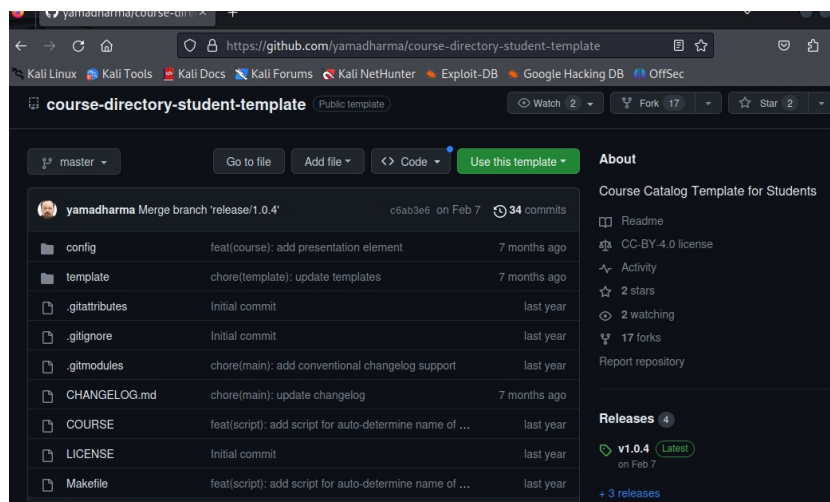 yamadharma/course-dire
https://github.com/yamadharma/course-directory-student-template
Kali Linux Kali Tools Kali Docs Kali Forums Kali NetHunter Exploit-DB Google Hacking DB OffSec
course-directory-student-template Public template Watch 2 Fork 17 Star 2
master Go to file Add file <> Code Use this template
yamadharma Merge branch 'release/1.0.4' c6ab3e6 on Feb 7 34 commits
config feat(course): add presentation element 7 months ago
template chore(template): update templates 7 months ago
.gitattributes Initial commit last year
.gitignore Initial commit last year
.gitmodules chore(main): add conventional changelog support last year
CHANGELOG.md chore(main): update changelog 7 months ago
COURSE feat(script): add script for auto-determine name of ... last year
LICENSE Initial commit last year
Makefile feat(script): add script for auto-determine name of ... last year
About
Course Catalog Template for Students
Readme
CC-BY-4.0 license
Activity
2 stars
2 watching
17 forks
Report repository
Releases 4
v1.0.4 Latest
on Feb 7
+ 3 releases